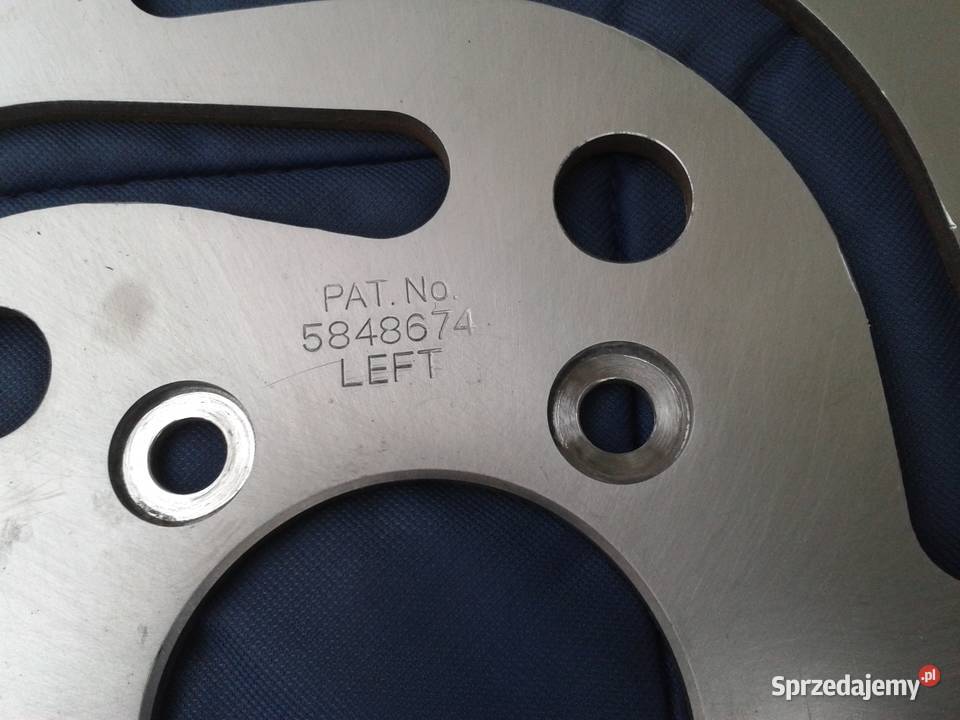 PAT. No.
5848674
LEFT
Sprzedajemy.pl